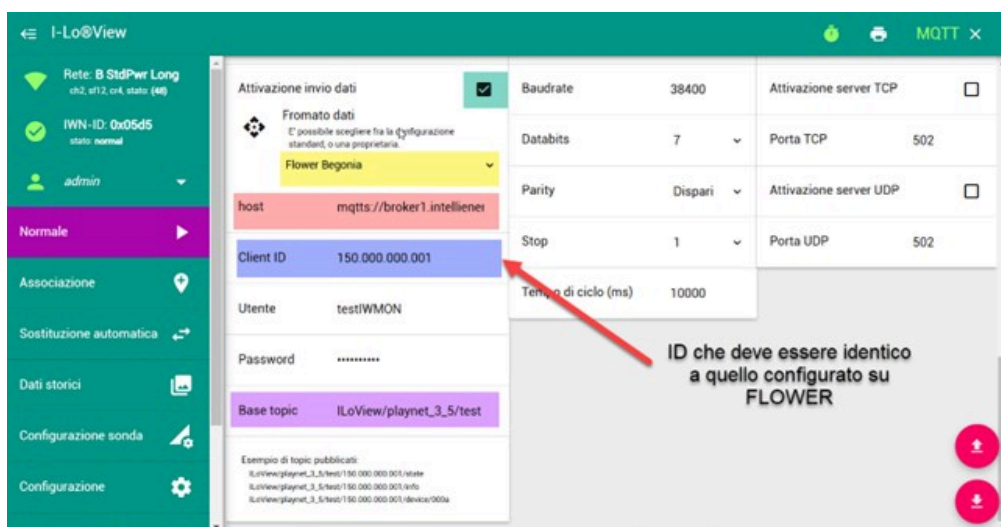 I-Lo®View
MQTT
Rete: B StdPwr Long
ch2, sf12, cr4, stato: (48)
IWN-ID: 0x05d5
stato: normal
admin
Normale
Associazione
Sostituzione automatica
Dati storici
Configurazione sonda
Configurazione
Attivazione invio dati
Fromato dati
E' possibile scegliere fra la configurazione
standard, o una proprietaria.
Flower Begonia
host mqtts://broker1.intelliener
Client ID 150.000.000.001
Utente testIWMON
Password ••••••••••
Base topic ILoView/playnet_3_5/test
Esempio di topic pubblicati:
ILoView/playnet_3_5/test/150.000.000.001/state
ILoView/playnet_3_5/test/150.000.000.001/info
ILoView/playnet_3_5/test/150.000.000.001/device/000a
Baudrate 38400
Databits 7
Parity Dispari
Stop 1
Tempo di ciclo (ms) 10000
Attivazione server TCP
Porta TCP 502
Attivazione server UDP
Porta UDP 502
ID che deve essere identico
a quello configurato su
FLOWER